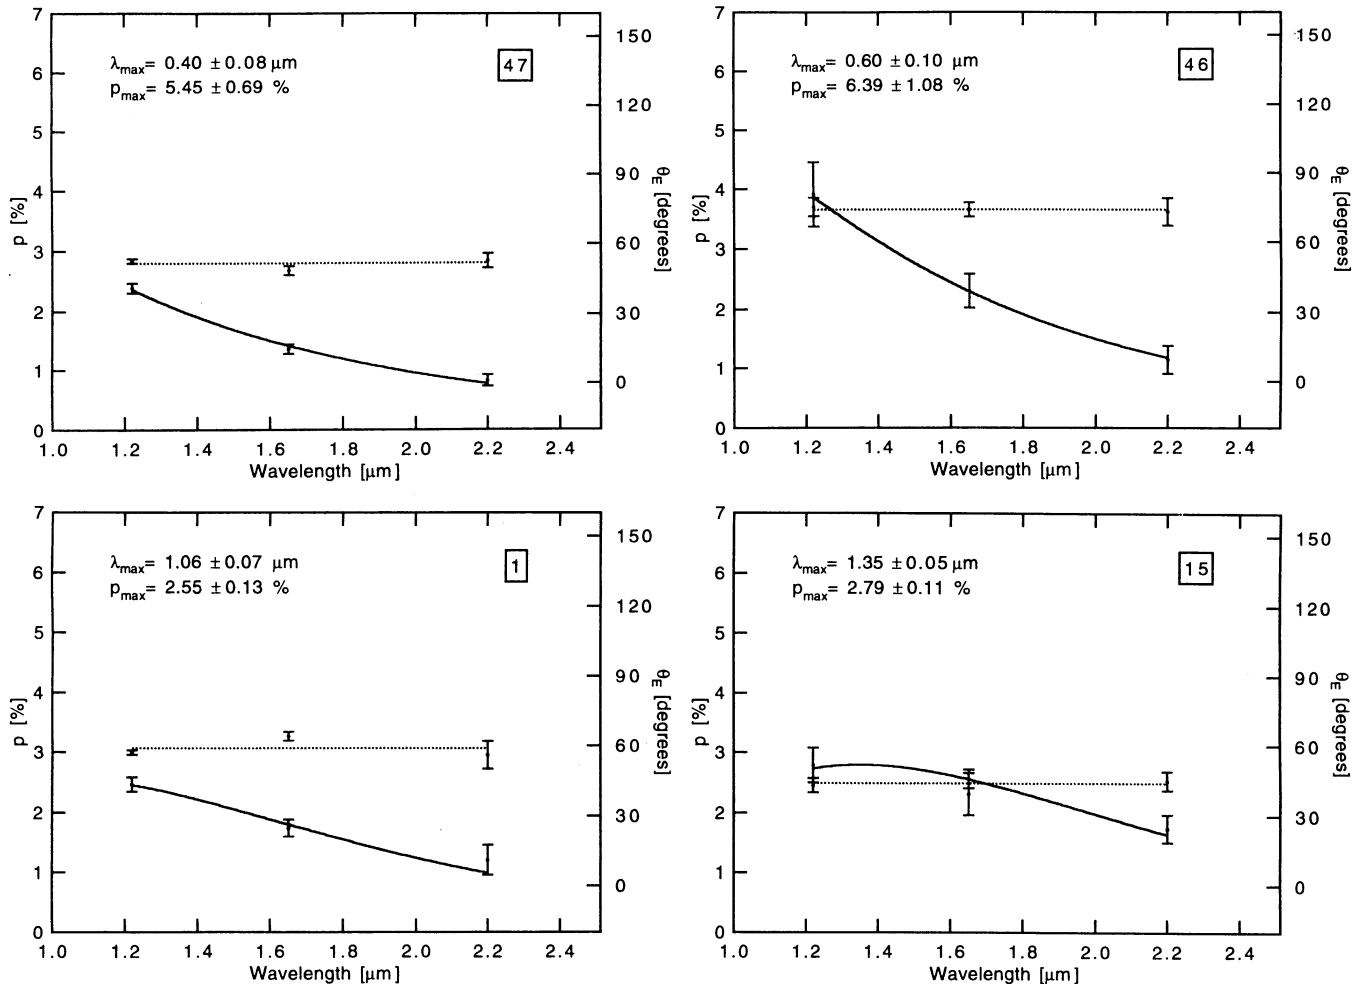 7
6
5
4
3
2
1
0
p [%]
λmax= 0.40 ±0.08 μm
pmax= 5.45 ±0.69 %
47
150
120
90
60
30
0
θE [degrees]
1.0 1.2 1.4 1.6 1.8 2.0 2.2 2.4
Wavelength [μm]
7
6
5
4
3
2
1
0
p [%]
λmax= 0.60 ±0.10 μm
pmax= 6.39 ±1.08 %
46
150
120
90
60
30
0
θE [degrees]
1.0 1.2 1.4 1.6 1.8 2.0 2.2 2.4
Wavelength [μm]
7
6
5
4
3
2
1
0
p [%]
λmax= 1.06 ±0.07 μm
pmax= 2.55 ±0.13 %
1
150
120
90
60
30
0
θE [degrees]
1.0 1.2 1.4 1.6 1.8 2.0 2.2 2.4
Wavelength [μm]
7
6
5
4
3
2
1
0
p [%]
λmax= 1.35 ±0.05 μm
pmax= 2.79 ±0.11 %
15
150
120
90
60
30
0
θE [degrees]
1.0 1.2 1.4 1.6 1.8 2.0 2.2 2.4
Wavelength [μm]